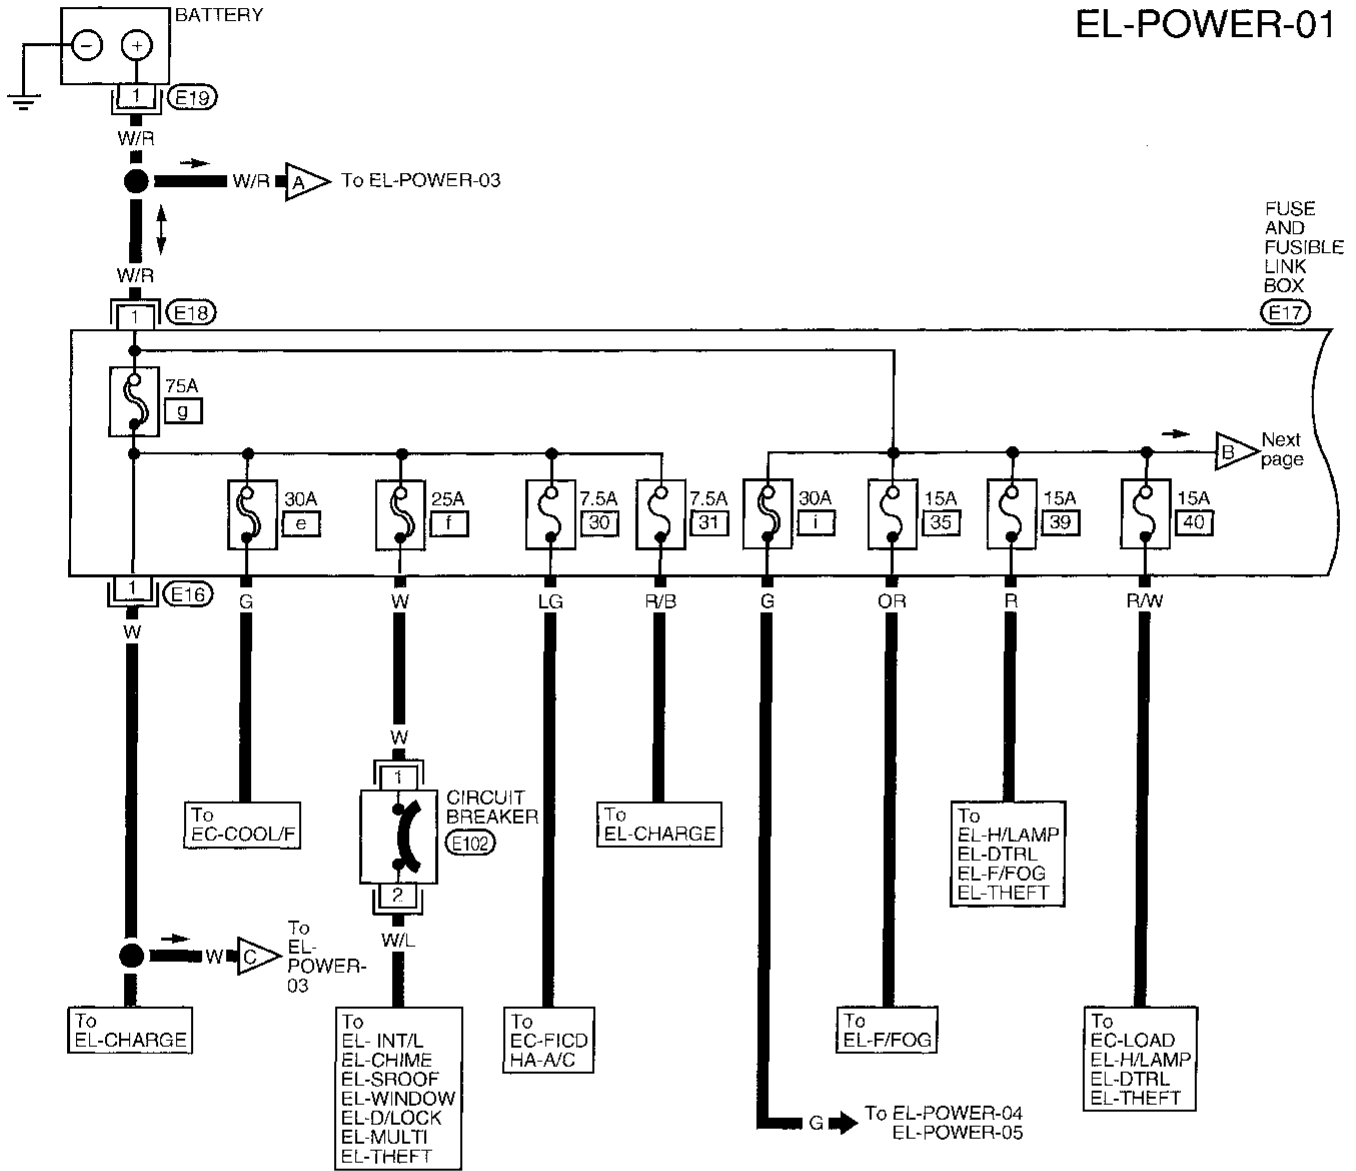 EL-POWER-01
BATTERY
−
+
1
E19
W/R
W/R
A
To EL-POWER-03
W/R
1
E18
FUSE
AND
FUSIBLE
LINK
BOX
E17
75A
g
B
Next
page
30A
e
25A
f
7.5A
30
7.5A
31
30A
i
15A
35
15A
39
15A
40
1
E16
G
W
LG
R/B
G
OR
R
R/W
W
W
1
CIRCUIT
BREAKER
E102
2
W/L
To
EC-COOL/F
To
EL-CHARGE
To
EL-H/LAMP
EL-DTRL
EL-F/FOG
EL-THEFT
W
C
To
EL-
POWER-
03
To
EL-CHARGE
To
EL- INT/L
EL-CHIME
EL-SROOF
EL-WINDOW
EL-D/LOCK
EL-MULTI
EL-THEFT
To
EC-FICD
HA-A/C
To
EL-F/FOG
To
EC-LOAD
EL-H/LAMP
EL-DTRL
EL-THEFT
G
To EL-POWER-04
EL-POWER-05